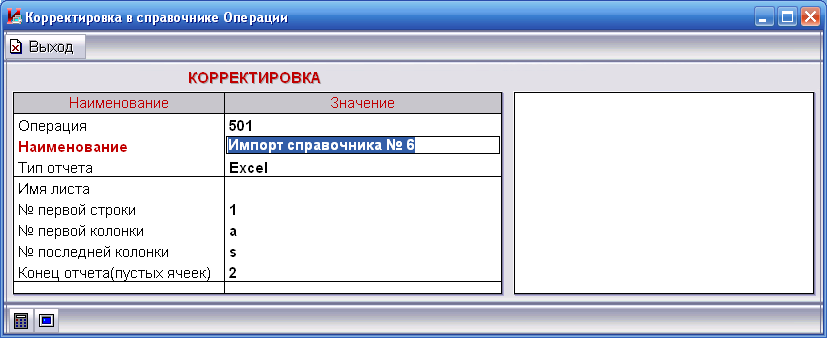 Корректировка в справочнике Операции
Выход
КОРРЕКТИРОВКА
Наименование Значение
Операция 501
Наименование Импорт справочника № 6
Тип отчета Excel
Имя листа
№ первой строки 1
№ первой колонки a
№ последней колонки s
Конец отчета(пустых ячеек) 2